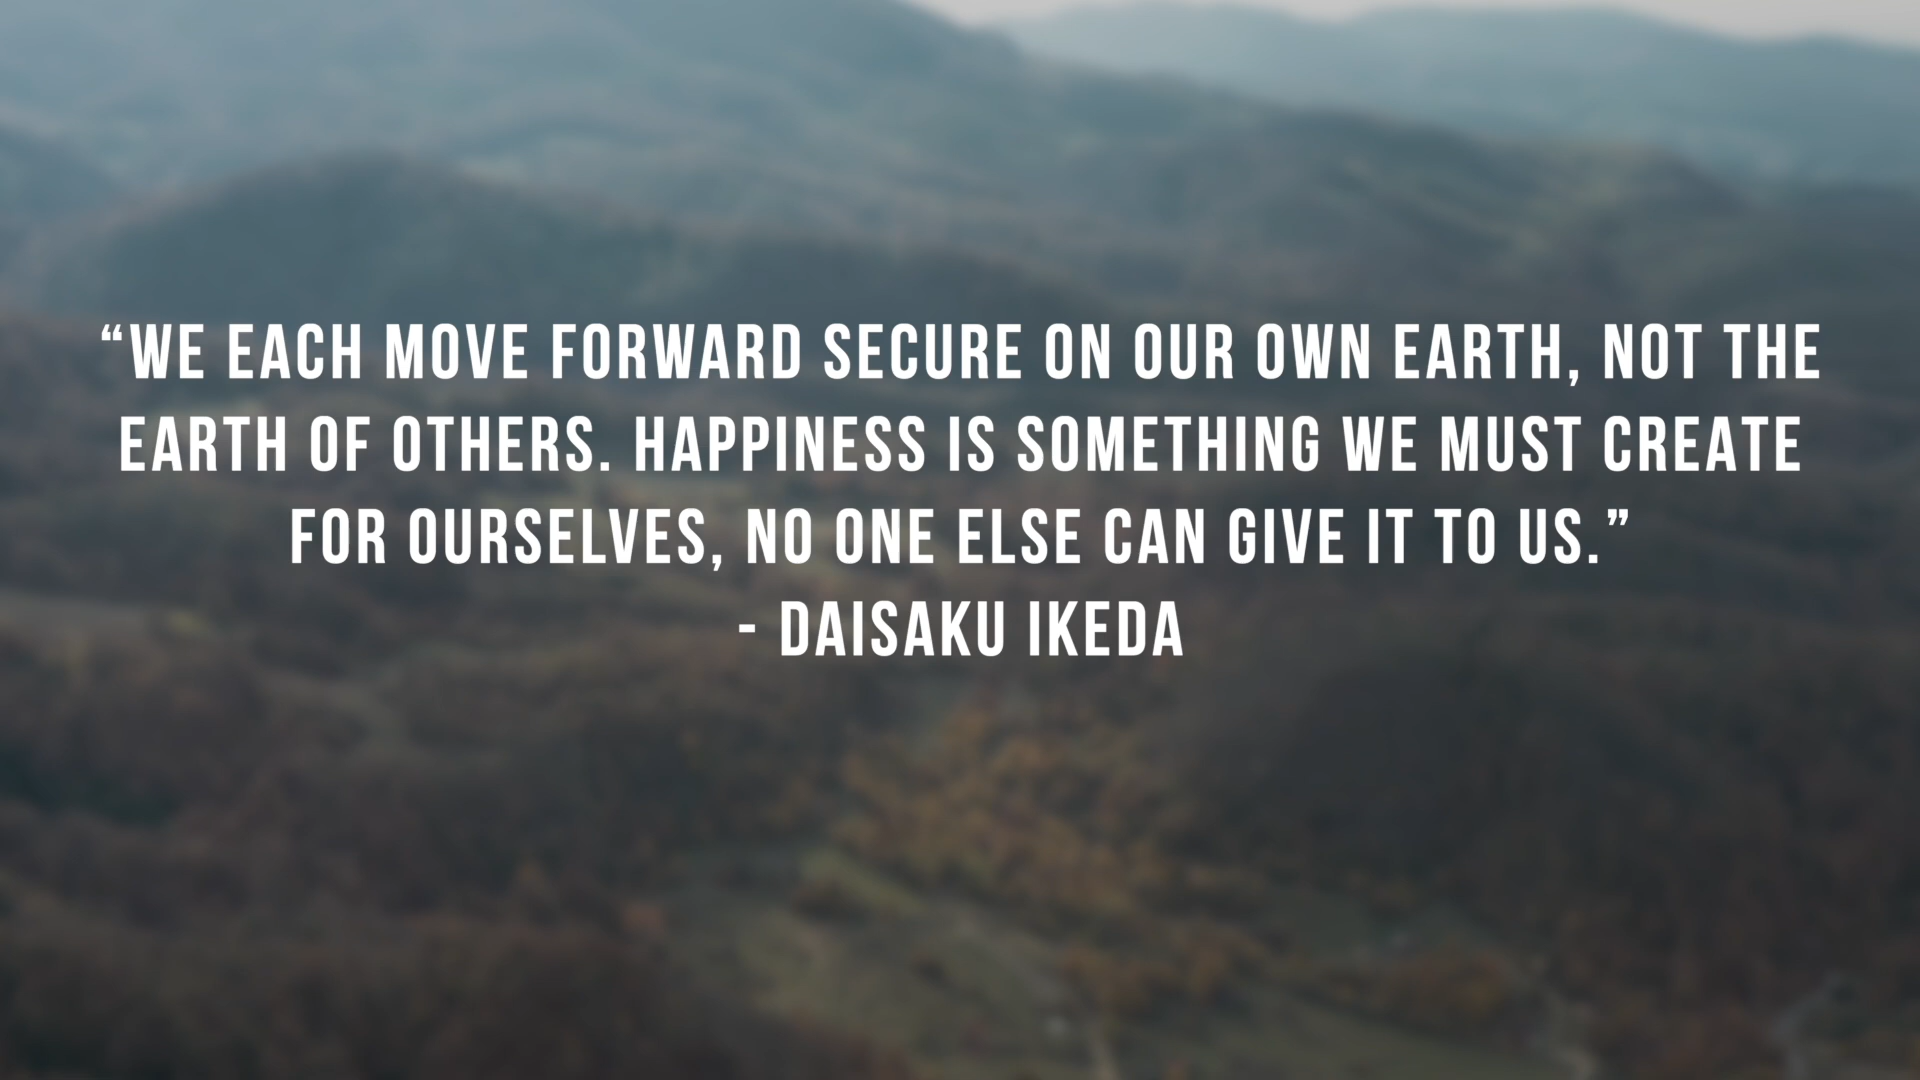 “WE EACH MOVE FORWARD SECURE ON OUR OWN EARTH, NOT THE
EARTH OF OTHERS. HAPPINESS IS SOMETHING WE MUST CREATE
FOR OURSELVES, NO ONE ELSE CAN GIVE IT TO US.”
- DAISAKU IKEDA